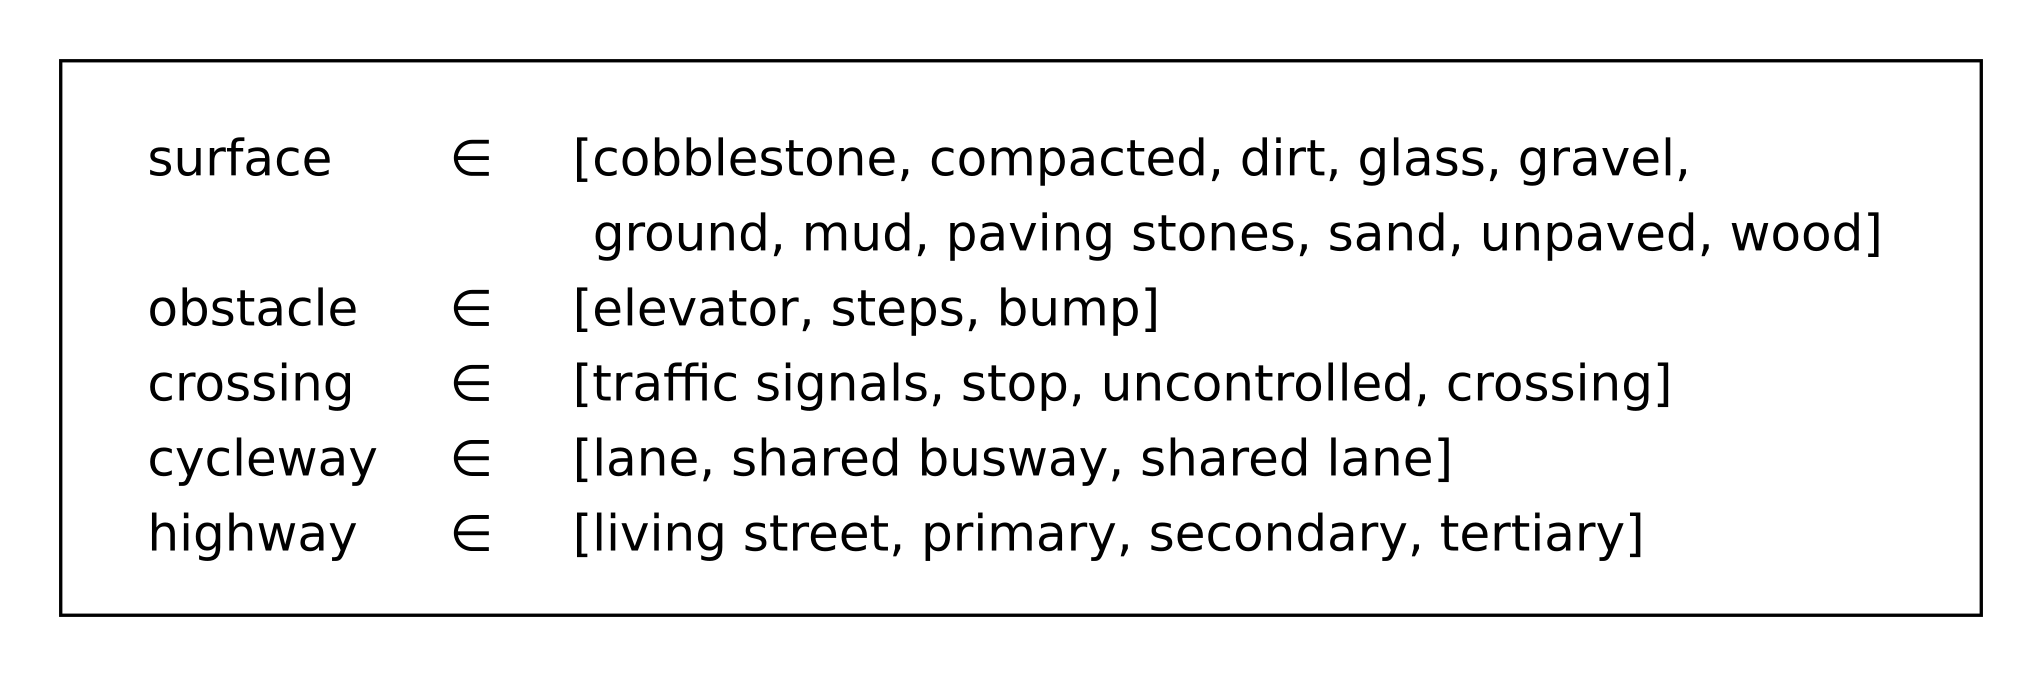 surface ∈ [cobblestone, compacted, dirt, glass, gravel,
ground, mud, paving stones, sand, unpaved, wood]
obstacle ∈ [elevator, steps, bump]
crossing ∈ [traffic signals, stop, uncontrolled, crossing]
cycleway ∈ [lane, shared busway, shared lane]
highway ∈ [living street, primary, secondary, tertiary]